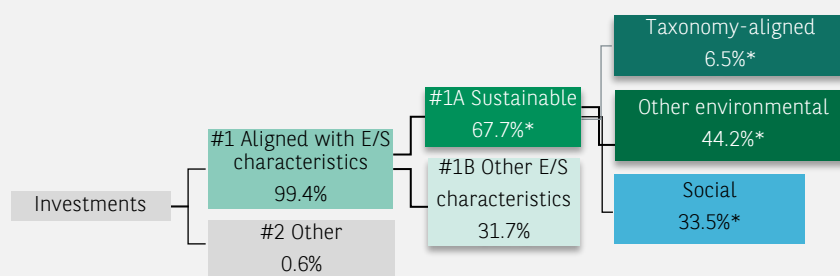 Investments
#1 Aligned with E/S
characteristics
99.4%
#2 Other
0.6%
#1A Sustainable
67.7%*
#1B Other E/S
characteristics
31.7%
Taxonomy-aligned
6.5%*
Other environmental
44.2%*
Social
33.5%*